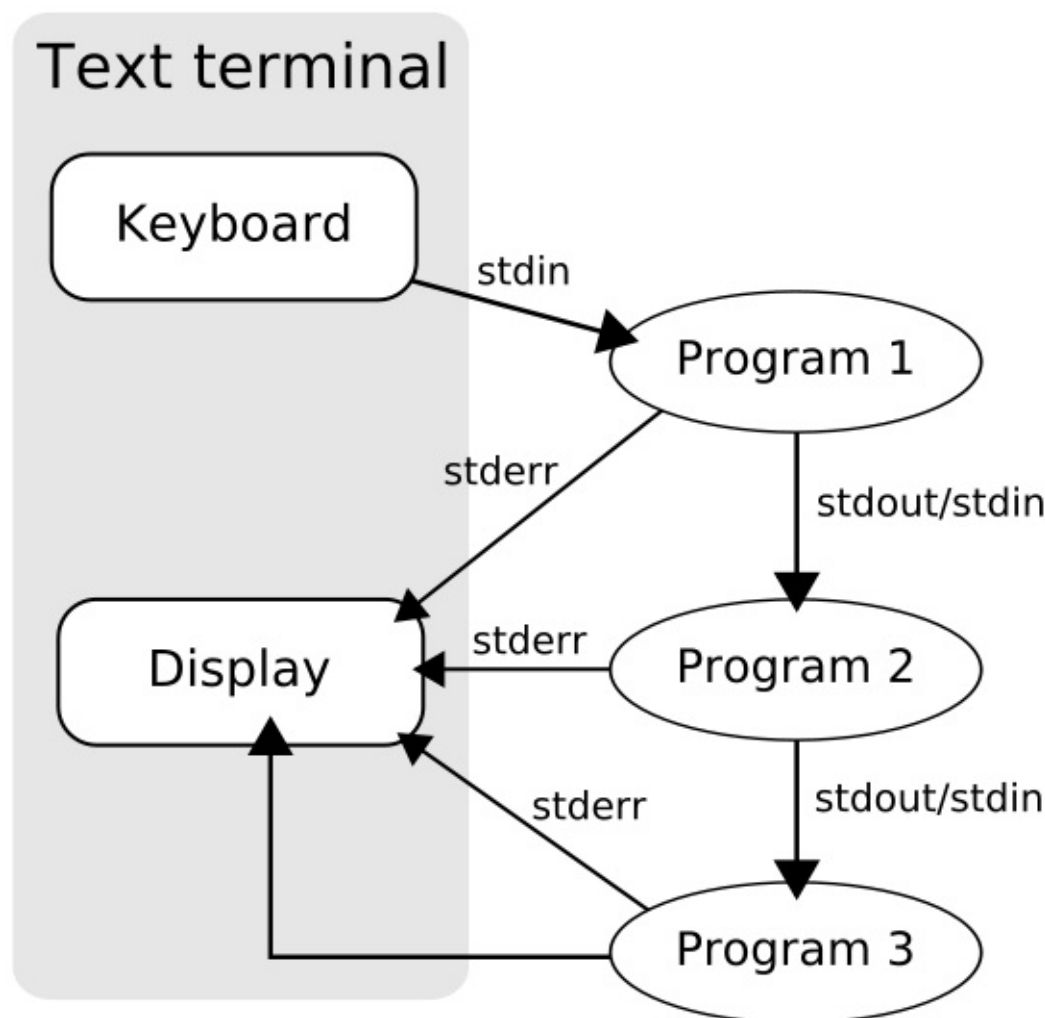 Text terminal
Keyboard
stdin
Program 1
stderr
stdout/stdin
Display
stderr
Program 2
stderr
stdout/stdin
Program 3